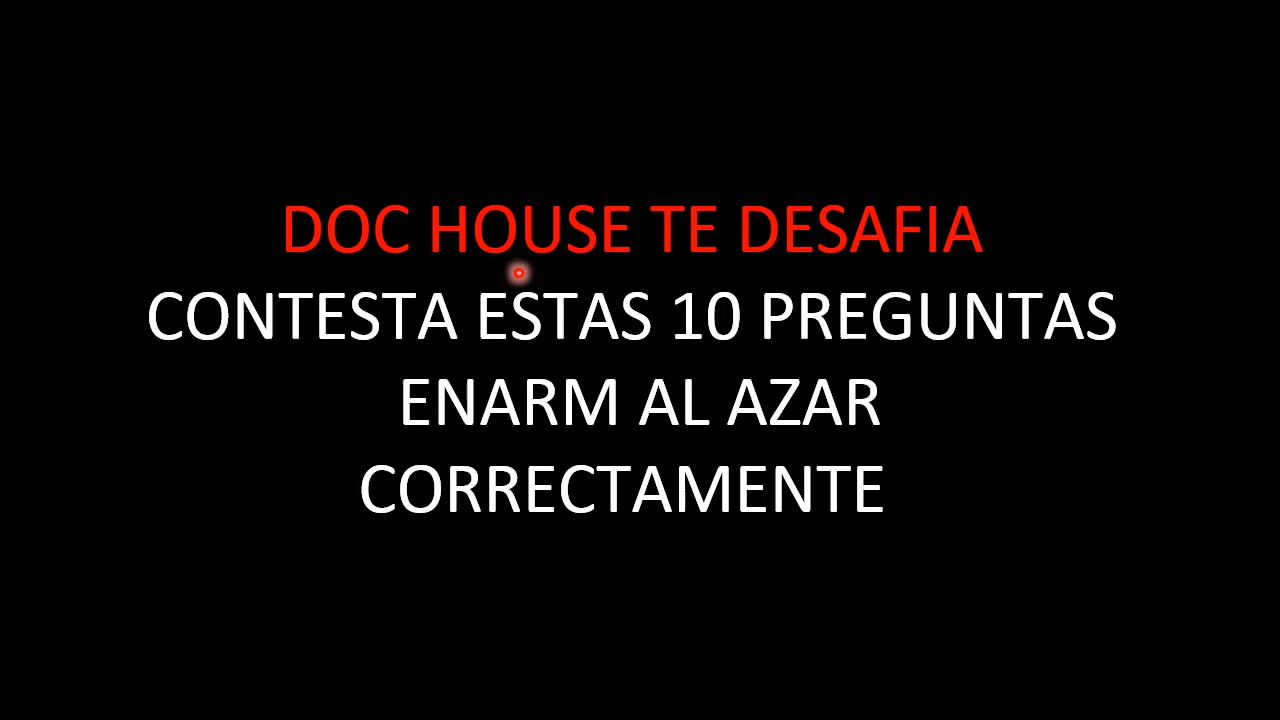 DOC HOUSE TE DESAFIA
CONTESTA ESTAS 10 PREGUNTAS
ENARM AL AZAR
CORRECTAMENTE